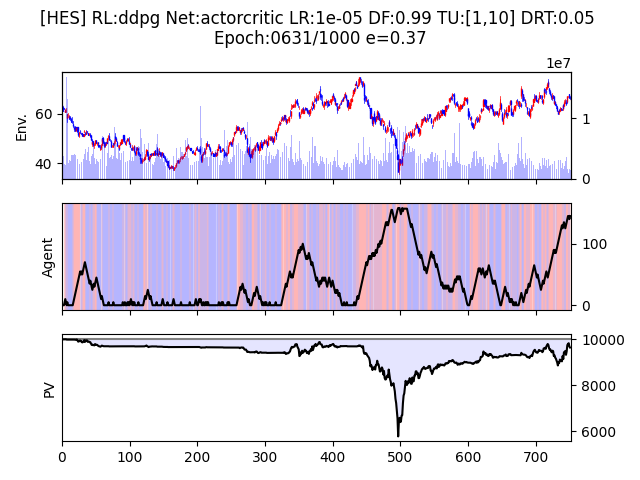 [HES] RL:ddpg Net:actorcritic LR:1e-05 DF:0.99 TU:[1,10] DRT:0.05
Epoch:0631/1000 e=0.37
1e7
Env.
60
40
1
0
Agent
100
0
PV
10000
8000
6000
0 100 200 300 400 500 600 700